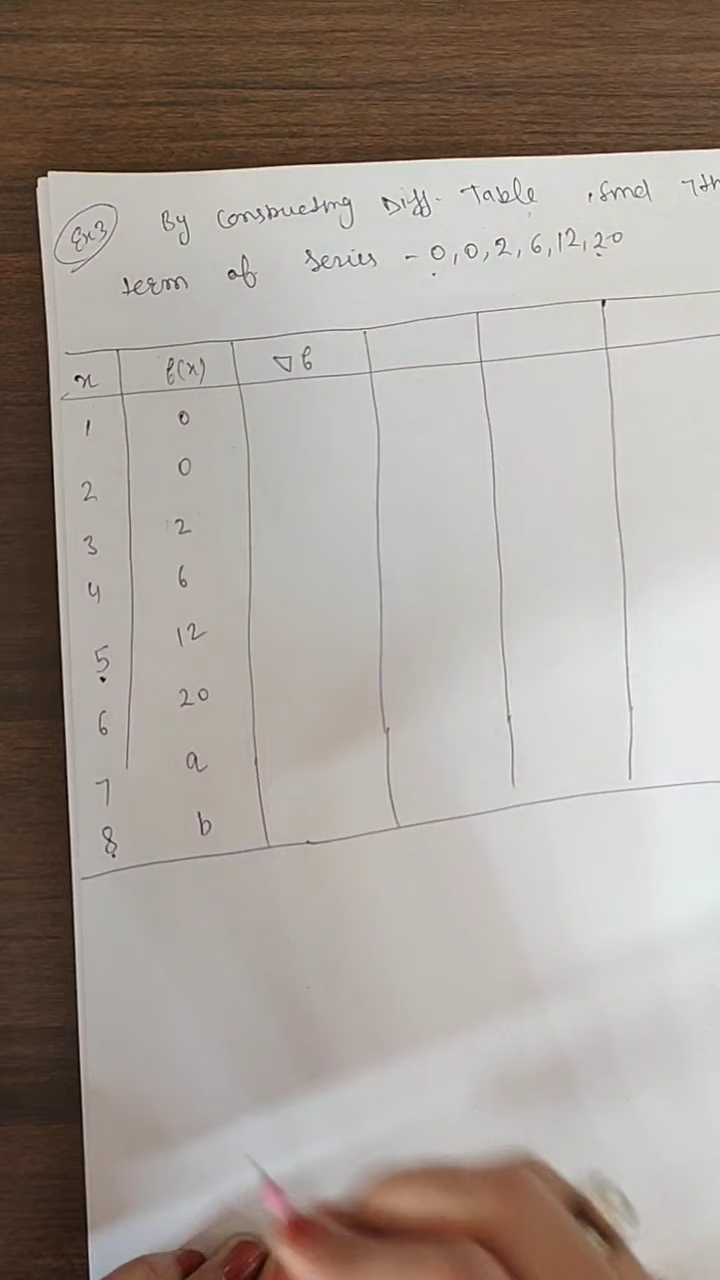 Ex3 By Constructing Diff. Table . find 7th
term of series - 0, 0, 2, 6, 12, 20
x f(x) ∇f
1 0
2 0
3 2
4 6
5 12
6 20
7 a
8 b